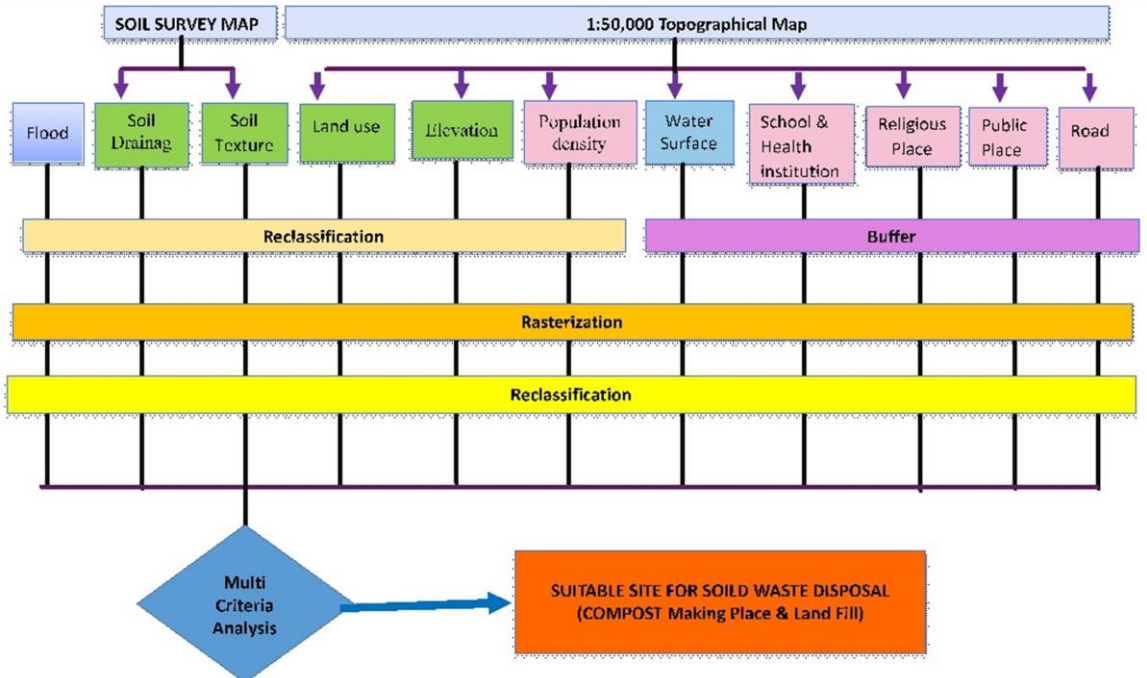 SOIL SURVEY MAP
1:50,000 Topographical Map
Flood
Soil
Drainag
Soil
Texture
Land use
Elevation
Population
density
Water
Surface
School &
Health
Institution
Religious
Place
Public
Place
Road
Reclassification
Buffer
Rasterization
Reclassification
Multi
Criteria
Analysis
SUITABLE SITE FOR SOILD WASTE DISPOSAL
(COMPOST Making Place & Land Fill)